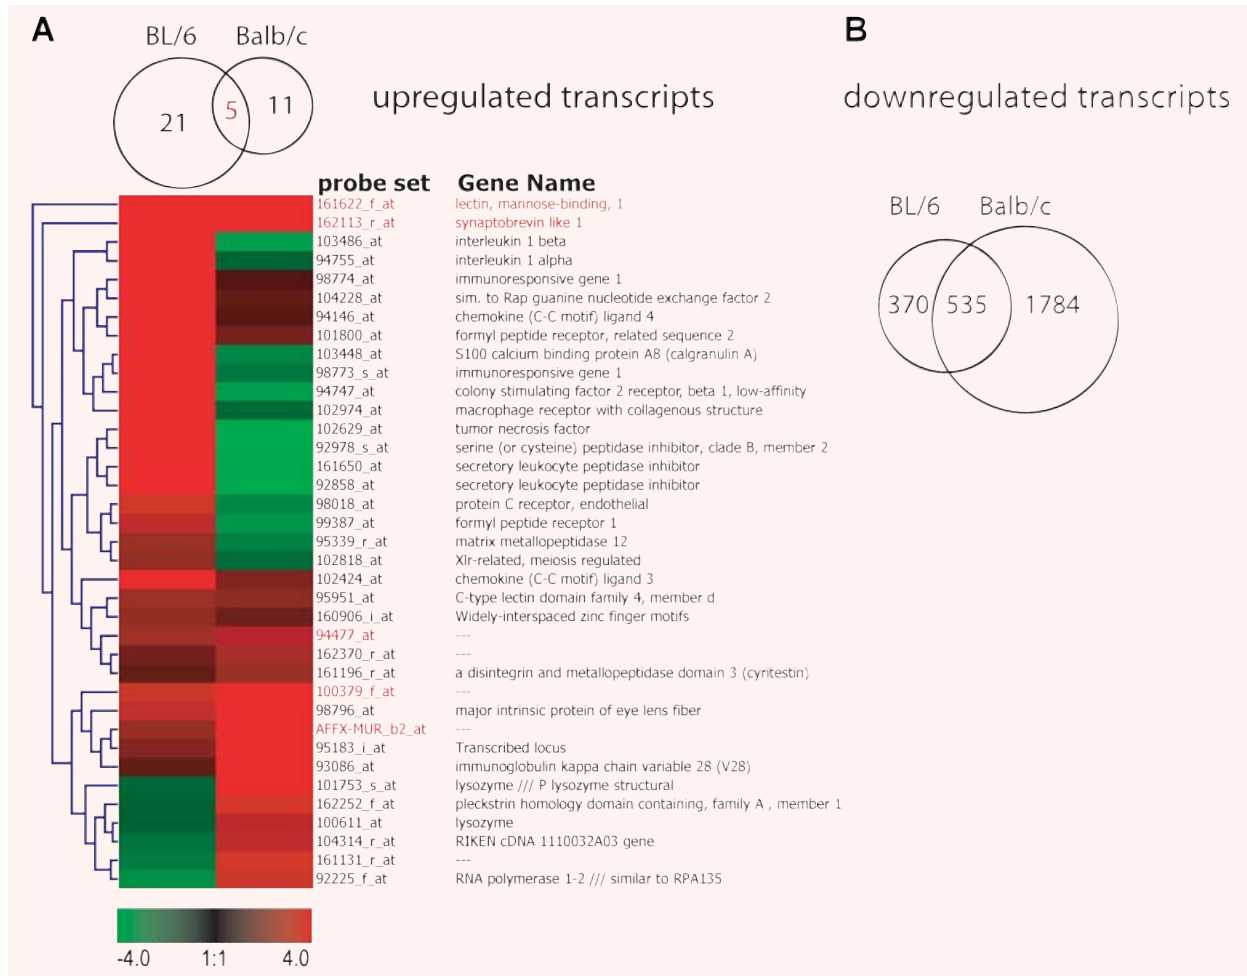 A
BL/6 Balb/c
21 5 11
upregulated transcripts
probe set Gene Name
161622_f_at lectin, mannose-binding, 1
162113_r_at synaptobrevin like 1
103486_at interleukin 1 beta
94755_at interleukin 1 alpha
98774_at immunoresponsive gene 1
104228_at sim. to Rap guanine nucleotide exchange factor 2
94146_at chemokine (C-C motif) ligand 4
101800_at formyl peptide receptor, related sequence 2
103448_at S100 calcium binding protein A8 (calgranulin A)
98773_s_at immunoresponsive gene 1
94747_at colony stimulating factor 2 receptor, beta 1, low-affinity
102974_at macrophage receptor with collagenous structure
102629_at tumor necrosis factor
92978_s_at serine (or cysteine) peptidase inhibitor, clade B, member 2
161650_at secretory leukocyte peptidase inhibitor
92858_at secretory leukocyte peptidase inhibitor
98018_at protein C receptor, endothelial
99387_at formyl peptide receptor 1
95339_r_at matrix metallopeptidase 12
102818_at Xlr-related, meiosis regulated
102424_at chemokine (C-C motif) ligand 3
95951_at C-type lectin domain family 4, member d
160906_i_at Widely-interspaced zinc finger motifs
94477_at ---
162370_r_at ---
161196_r_at a disintegrin and metallopeptidase domain 3 (cyritestin)
100379_f_at ---
98796_at major intrinsic protein of eye lens fiber
AFFX-MUR_b2_at ---
95183_i_at Transcribed locus
93086_at immunoglobulin kappa chain variable 28 (V28)
101753_s_at lysozyme /// P lysozyme structural
162252_f_at pleckstrin homology domain containing, family A , member 1
100611_at lysozyme
104314_r_at RIKEN cDNA 1110032A03 gene
161131_r_at ---
92225_f_at RNA polymerase 1-2 /// similar to RPA135
-4.0 1:1 4.0
B
downregulated transcripts
BL/6 Balb/c
370 535 1784